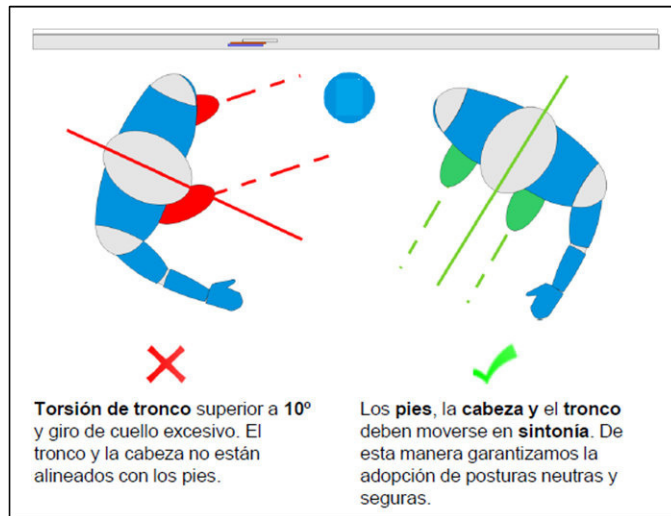 Torsión de tronco superior a 10º
y giro de cuello excesivo. El
tronco y la cabeza no están
alineados con los pies.
Los pies, la cabeza y el tronco
deben moverse en sintonía. De
esta manera garantizamos la
adopción de posturas neutras y
seguras.